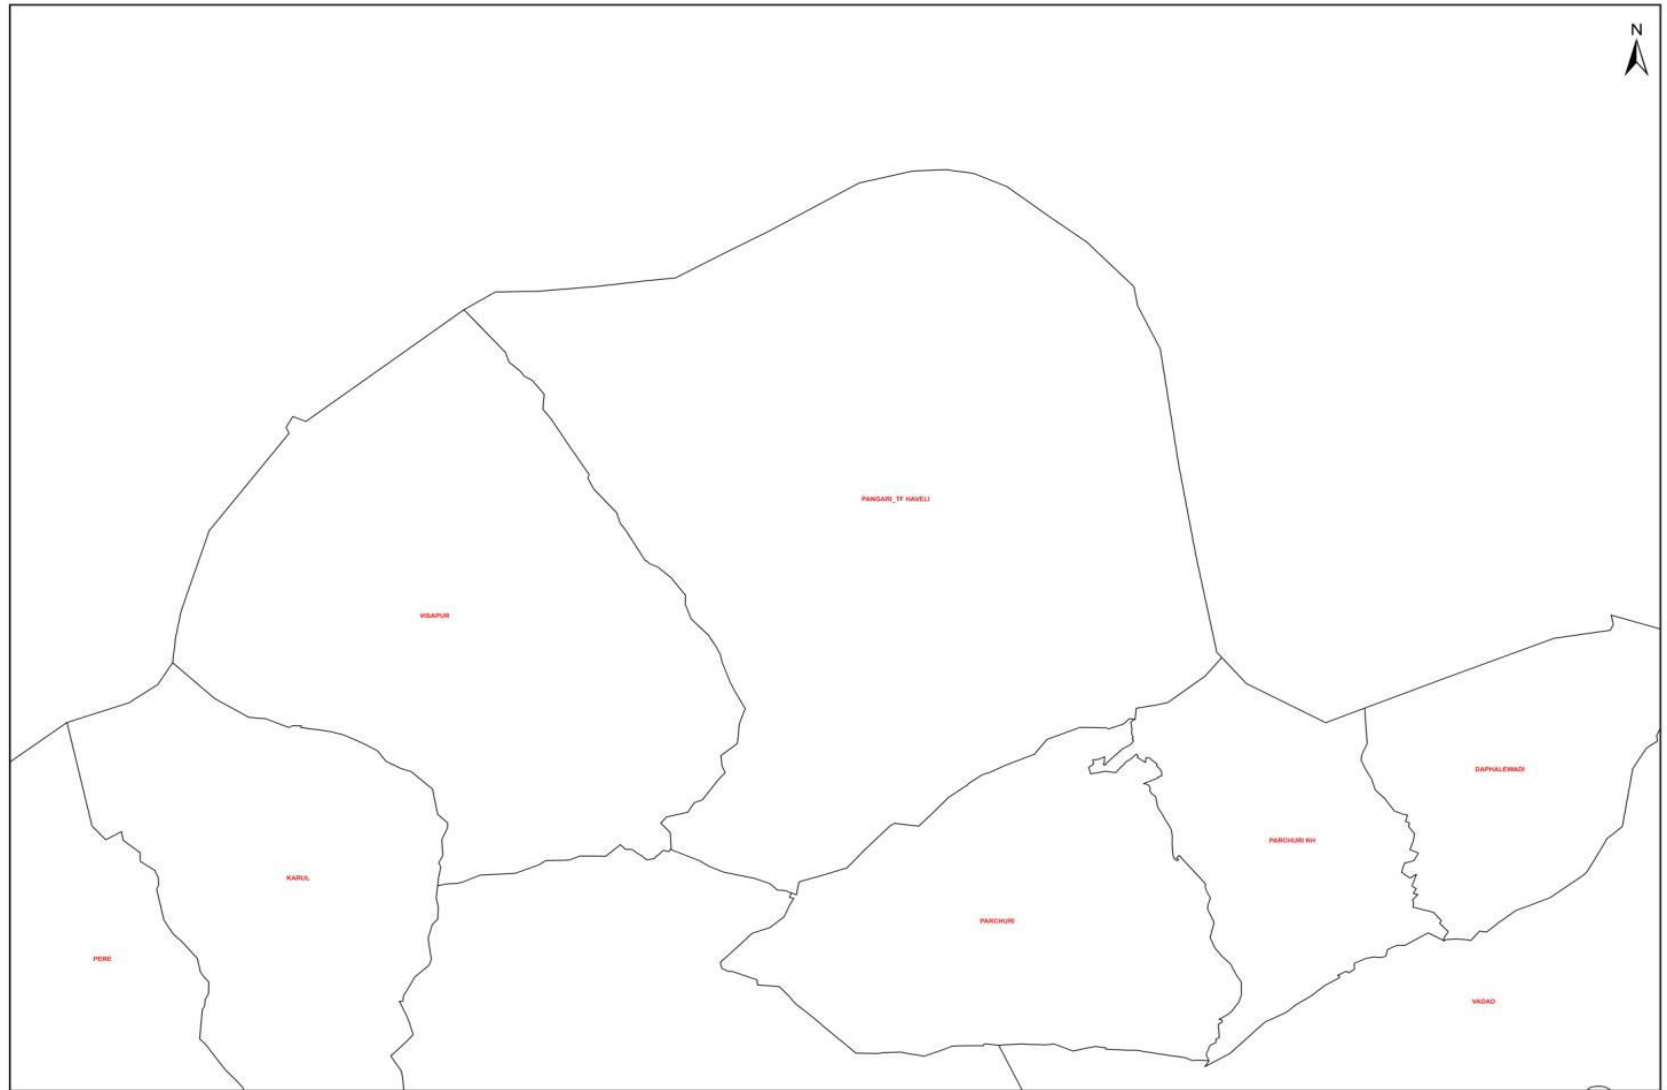 N
PANGARI_TF HAVELI
VISAPUR
DAPHALEWADI
PARCHURI KH
KARUL
PARCHURI
PERE
VADAD